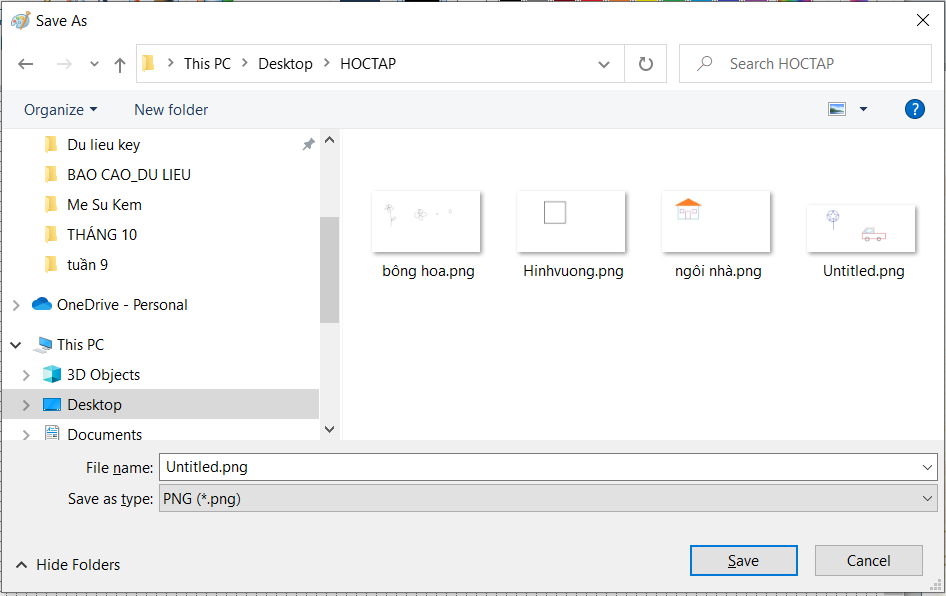 Save As
This PC > Desktop > HOCTAP
Search HOCTAP
Organize
New folder
?
Du lieu key
BAO CAO_DU LIEU
Me Su Kem
THÁNG 10
tuần 9
OneDrive - Personal
This PC
3D Objects
Desktop
Documents
bông hoa.png
Hinhvuong.png
ngôi nhà.png
Untitled.png
File name: Untitled.png
Save as type: PNG (*.png)
Hide Folders
Save
Cancel